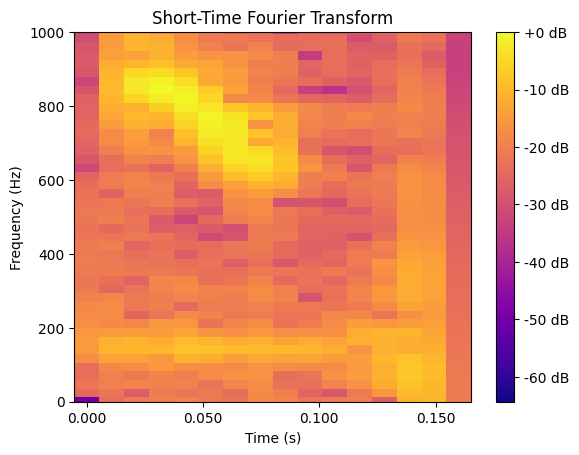 Short-Time Fourier Transform
1000
800
600
400
200
0
Frequency (Hz)
0.000
0.050
0.100
0.150
Time (s)
+0 dB
-10 dB
-20 dB
-30 dB
-40 dB
-50 dB
-60 dB